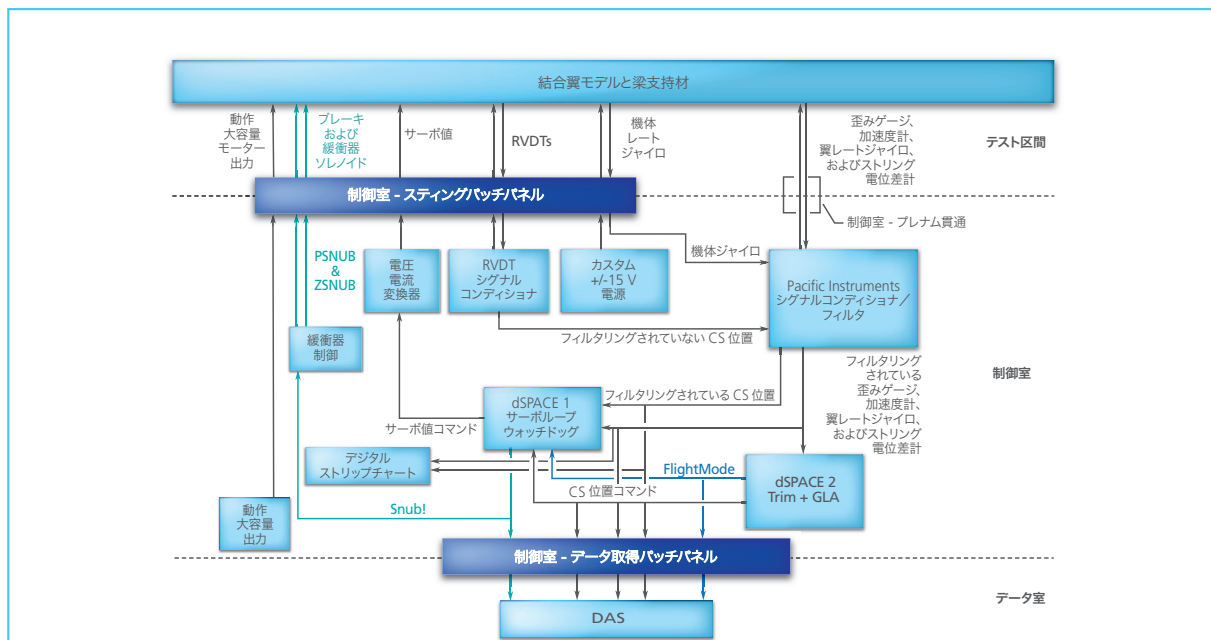 結合翼モデルと梁支持材
動作
大容量
モーター
出力
ブレーキ
および
緩衝器
ソレノイド
サーボ値
RVDTs
機体
レート
ジャイロ
歪みゲージ、
加速度計、
翼レートジャイロ、
およびストリング
電位差計
テスト区間
制御室 - スティングパッチパネル
制御室 - プレナム貫通
PSNUB
&
ZSNUB
電圧
電流
変換器
RVDT
シグナル
コンディショナ
カスタム
+/-15 V
電源
機体ジャイロ
Pacific Instruments
シグナルコンディショナ／
フィルタ
フィルタリングされていない CS 位置
緩衝器
制御
フィルタリング
されている
歪みゲージ、
加速度計、
翼レートジャイロ、
およびストリング
電位差計
制御室
フィルタリングされている CS 位置
dSPACE 1
サーボループ
ウォッチドッグ
サーボ値コマンド
デジタル
ストリップチャート
FlightMode
dSPACE 2
Trim + GLA
CS 位置コマンド
動作
大容量
出力
Snub!
制御室 - データ取得パッチパネル
データ室
DAS